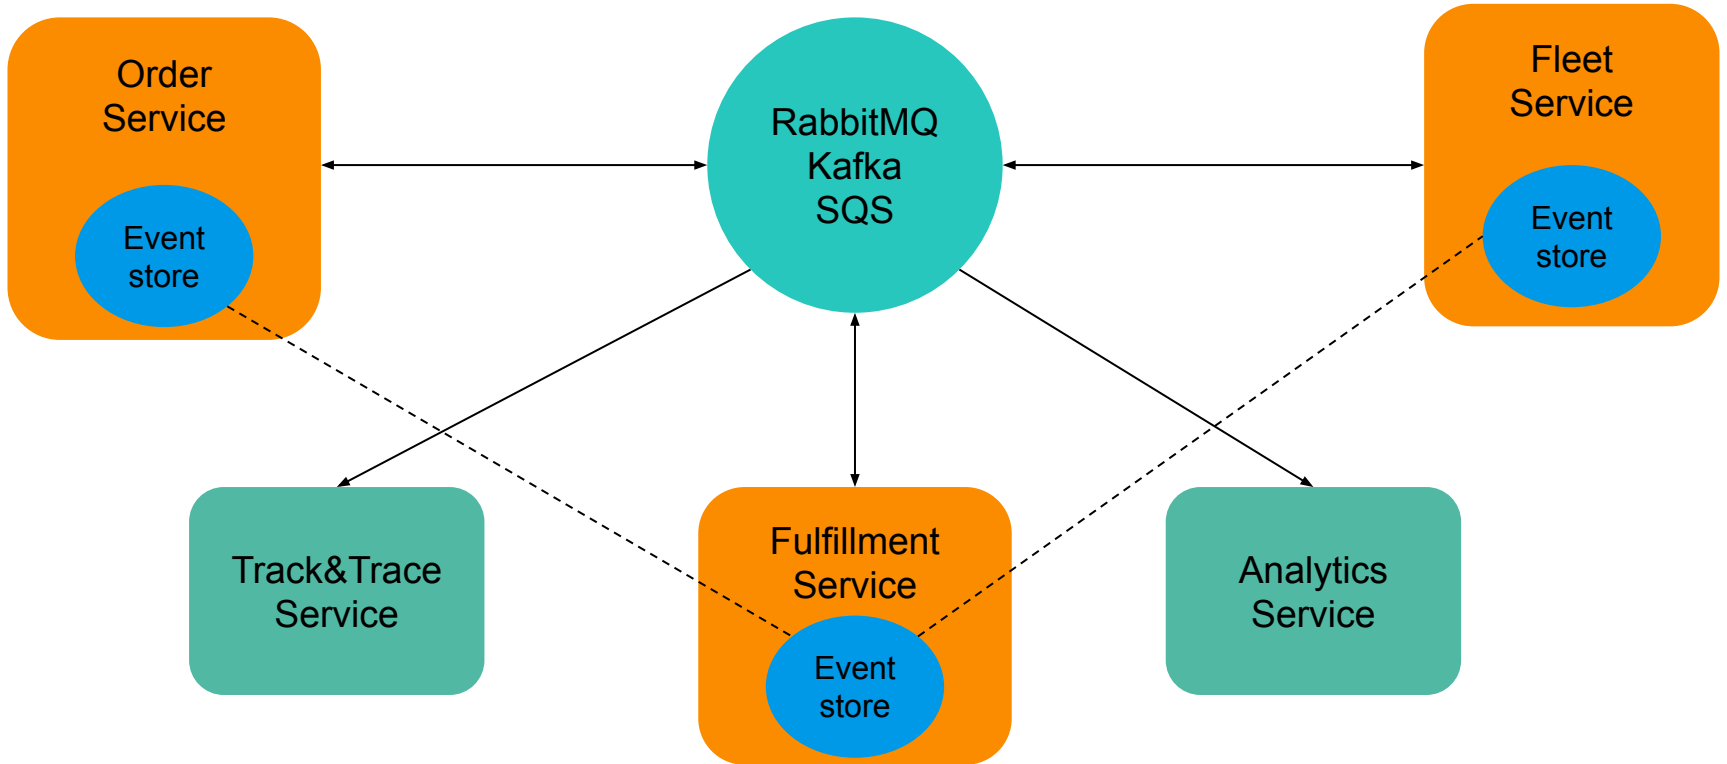 Order
Service
Event
store
RabbitMQ
Kafka
SQS
Fleet
Service
Event
store
Track&Trace
Service
Fulfillment
Service
Event
store
Analytics
Service